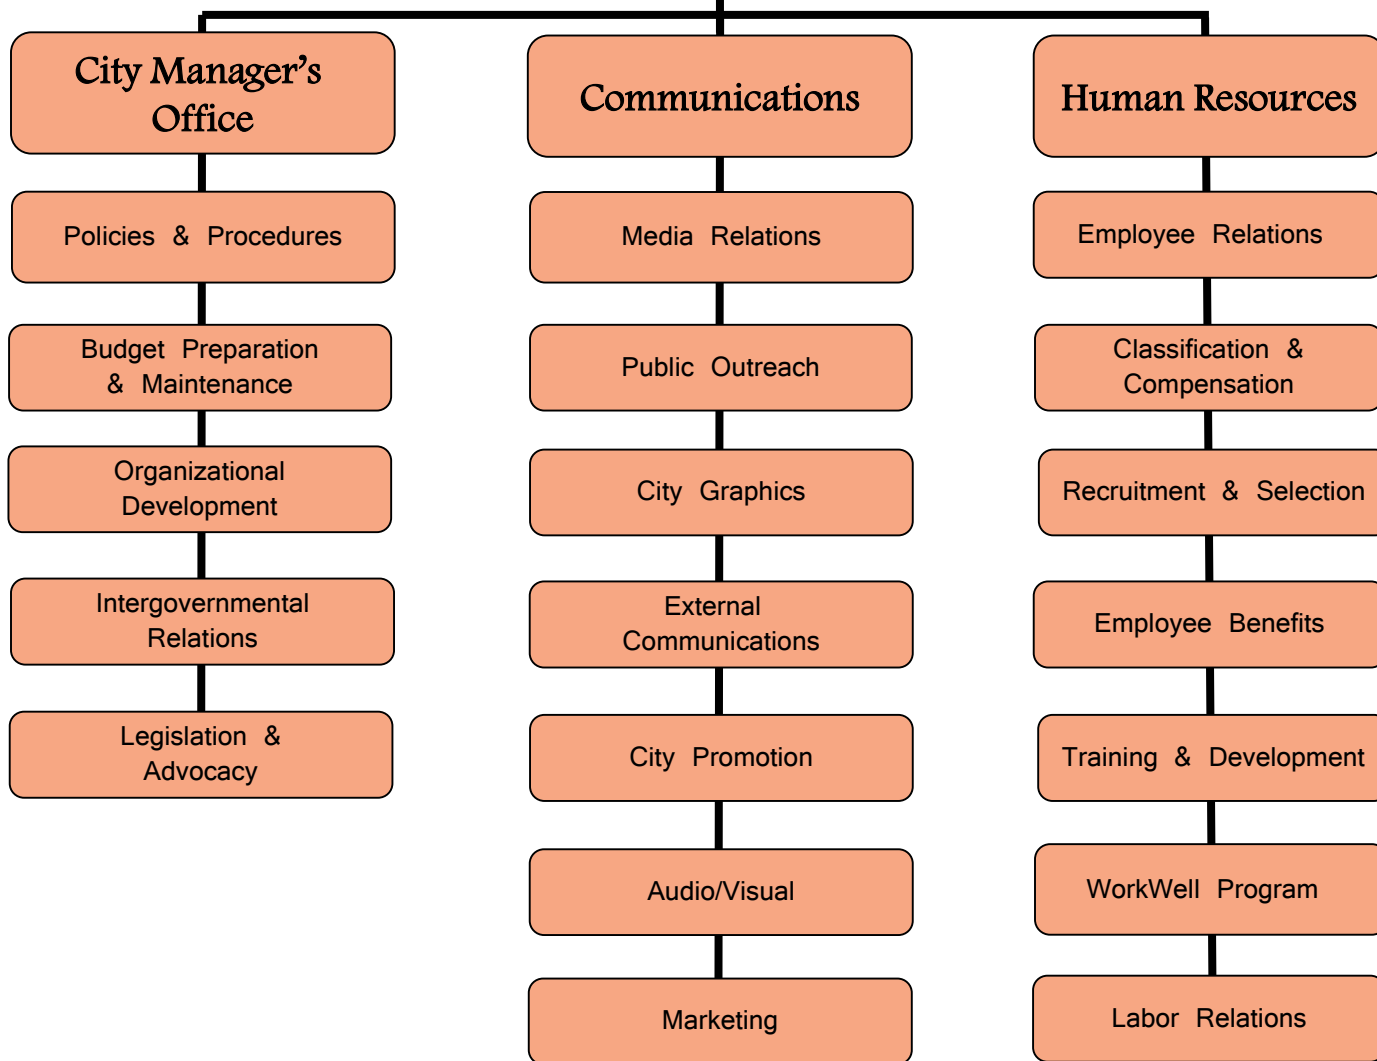 City Manager's
Office
Policies & Procedures
Budget Preparation
& Maintenance
Organizational
Development
Intergovernmental
Relations
Legislation &
Advocacy
Communications
Media Relations
Public Outreach
City Graphics
External
Communications
City Promotion
Audio/Visual
Marketing
Human Resources
Employee Relations
Classification &
Compensation
Recruitment & Selection
Employee Benefits
Training & Development
WorkWell Program
Labor Relations